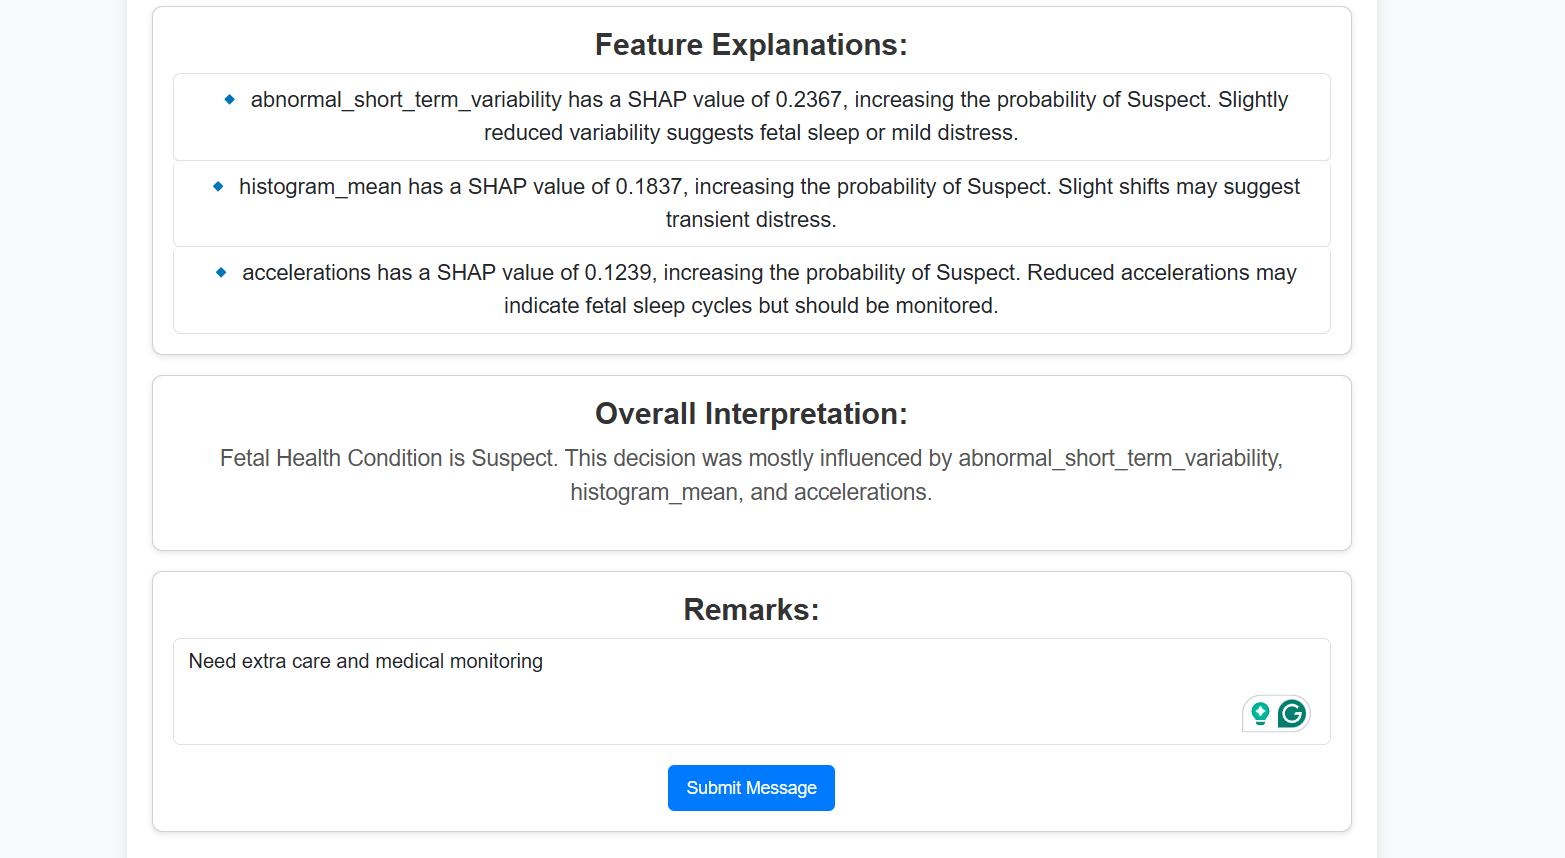 Feature Explanations:
abnormal_short_term_variability has a SHAP value of 0.2367, increasing the probability of Suspect. Slightly
reduced variability suggests fetal sleep or mild distress.
histogram_mean has a SHAP value of 0.1837, increasing the probability of Suspect. Slight shifts may suggest
transient distress.
accelerations has a SHAP value of 0.1239, increasing the probability of Suspect. Reduced accelerations may
indicate fetal sleep cycles but should be monitored.
Overall Interpretation:
Fetal Health Condition is Suspect. This decision was mostly influenced by abnormal_short_term_variability,
histogram_mean, and accelerations.
Remarks:
Need extra care and medical monitoring
Submit Message